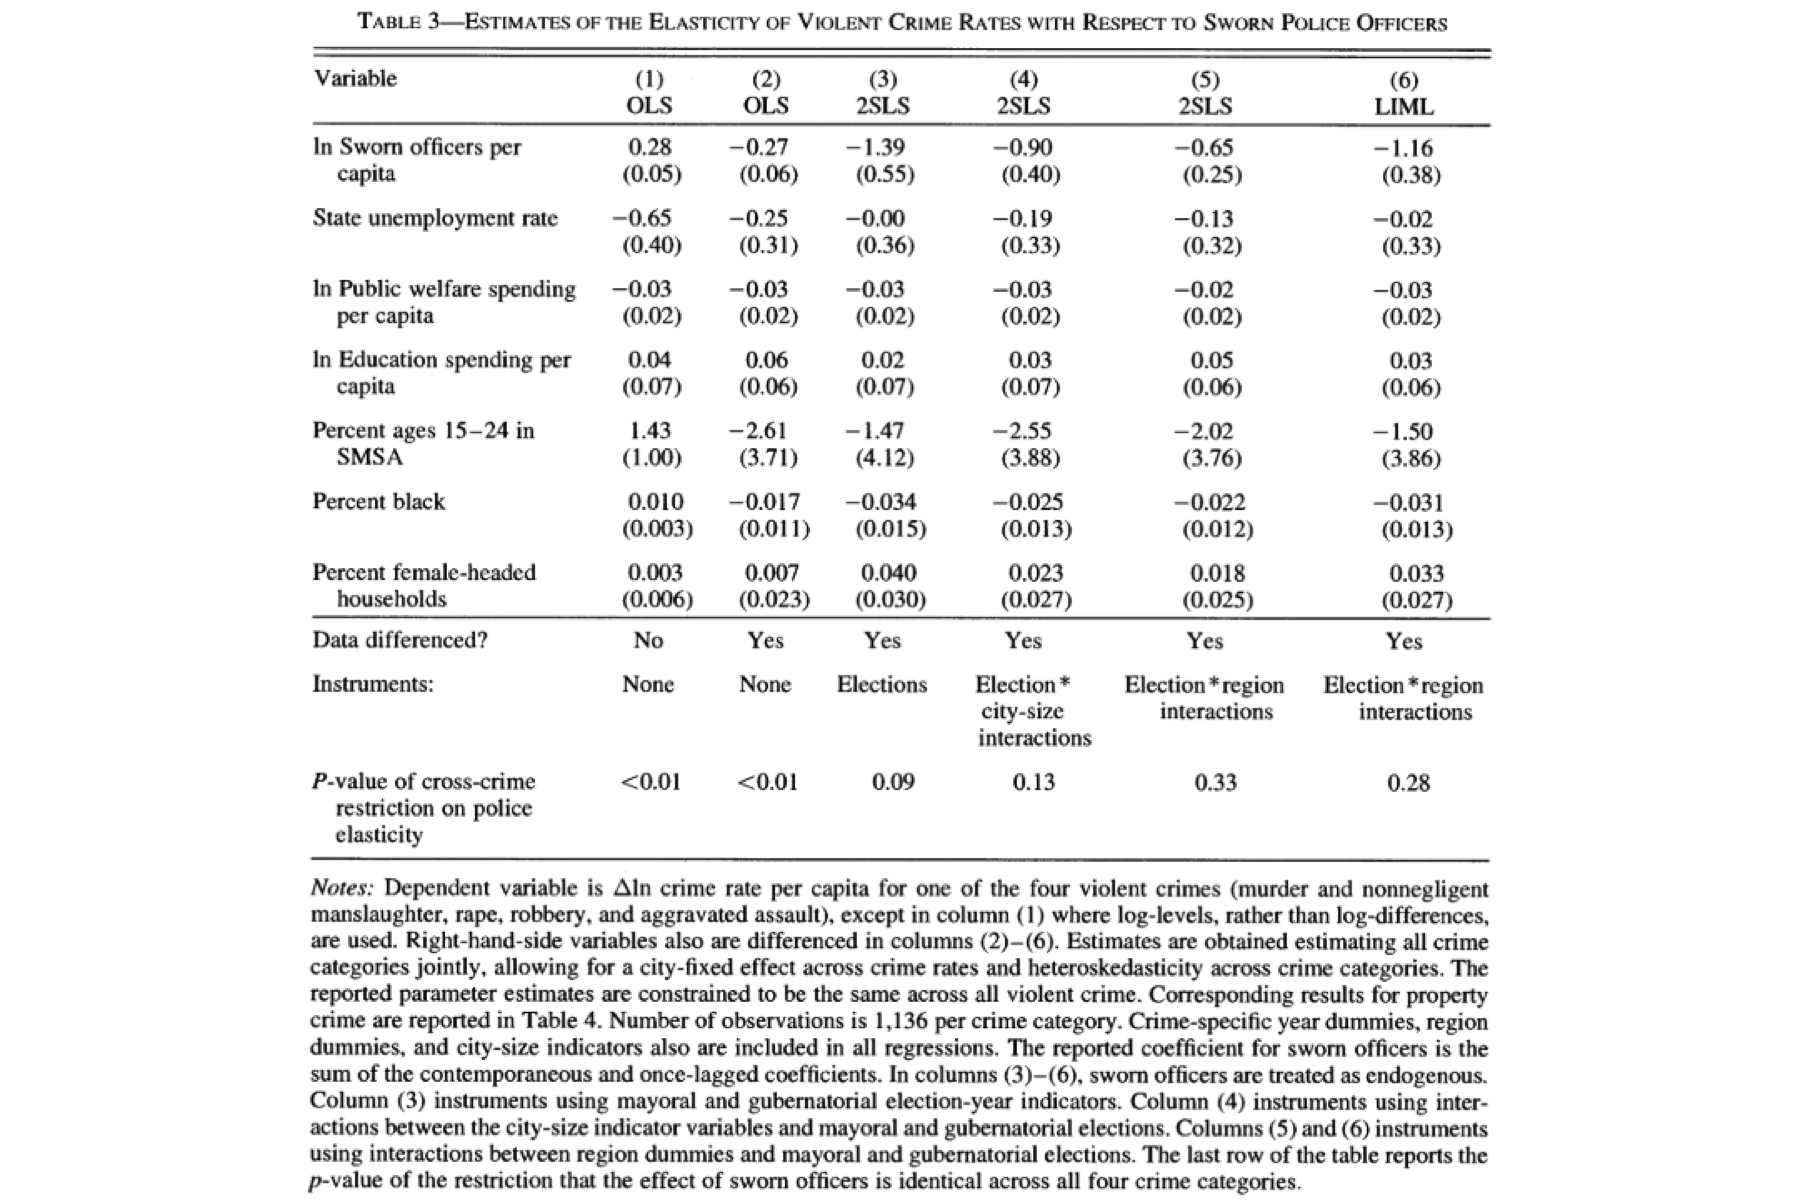 TABLE 3—ESTIMATES OF THE ELASTICITY OF VIOLENT CRIME RATES WITH RESPECT TO SWORN POLICE OFFICERS
Variable (1) (2) (3) (4) (5) (6)
OLS OLS 2SLS 2SLS 2SLS LIML
ln Sworn officers per 0.28 −0.27 −1.39 −0.90 −0.65 −1.16
capita (0.05) (0.06) (0.55) (0.40) (0.25) (0.38)
State unemployment rate −0.65 −0.25 −0.00 −0.19 −0.13 −0.02
(0.40) (0.31) (0.36) (0.33) (0.32) (0.33)
ln Public welfare spending −0.03 −0.03 −0.03 −0.03 −0.02 −0.03
per capita (0.02) (0.02) (0.02) (0.02) (0.02) (0.02)
ln Education spending per 0.04 0.06 0.02 0.03 0.05 0.03
capita (0.07) (0.06) (0.07) (0.07) (0.06) (0.06)
Percent ages 15–24 in 1.43 −2.61 −1.47 −2.55 −2.02 −1.50
SMSA (1.00) (3.71) (4.12) (3.88) (3.76) (3.86)
Percent black 0.010 −0.017 −0.034 −0.025 −0.022 −0.031
(0.003) (0.011) (0.015) (0.013) (0.012) (0.013)
Percent female-headed 0.003 0.007 0.040 0.023 0.018 0.033
households (0.006) (0.023) (0.030) (0.027) (0.025) (0.027)
Data differenced? No Yes Yes Yes Yes Yes
Instruments: None None Elections Election* Election*region Election*region
city-size interactions interactions
interactions
P-value of cross-crime <0.01 <0.01 0.09 0.13 0.33 0.28
restriction on police
elasticity
Notes: Dependent variable is Δln crime rate per capita for one of the four violent crimes (murder and nonnegligent
manslaughter, rape, robbery, and aggravated assault), except in column (1) where log-levels, rather than log-differences,
are used. Right-hand-side variables also are differenced in columns (2)–(6). Estimates are obtained estimating all crime
categories jointly, allowing for a city-fixed effect across crime rates and heteroskedasticity across crime categories. The
reported parameter estimates are constrained to be the same across all violent crime. Corresponding results for property
crime are reported in Table 4. Number of observations is 1,136 per crime category. Crime-specific year dummies, region
dummies, and city-size indicators also are included in all regressions. The reported coefficient for sworn officers is the
sum of the contemporaneous and once-lagged coefficients. In columns (3)–(6), sworn officers are treated as endogenous.
Column (3) instruments using mayoral and gubernatorial election-year indicators. Column (4) instruments using inter-
actions between the city-size indicator variables and mayoral and gubernatorial elections. Columns (5) and (6) instruments
using interactions between region dummies and mayoral and gubernatorial elections. The last row of the table reports the
p-value of the restriction that the effect of sworn officers is identical across all four crime categories.